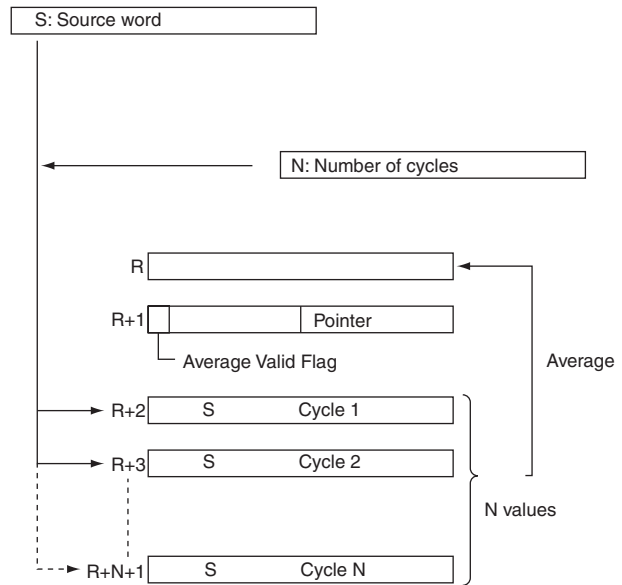 S: Source word
N: Number of cycles
R
R+1 Pointer
Average Valid Flag
Average
R+2 S Cycle 1
R+3 S Cycle 2
N values
R+N+1 S Cycle N